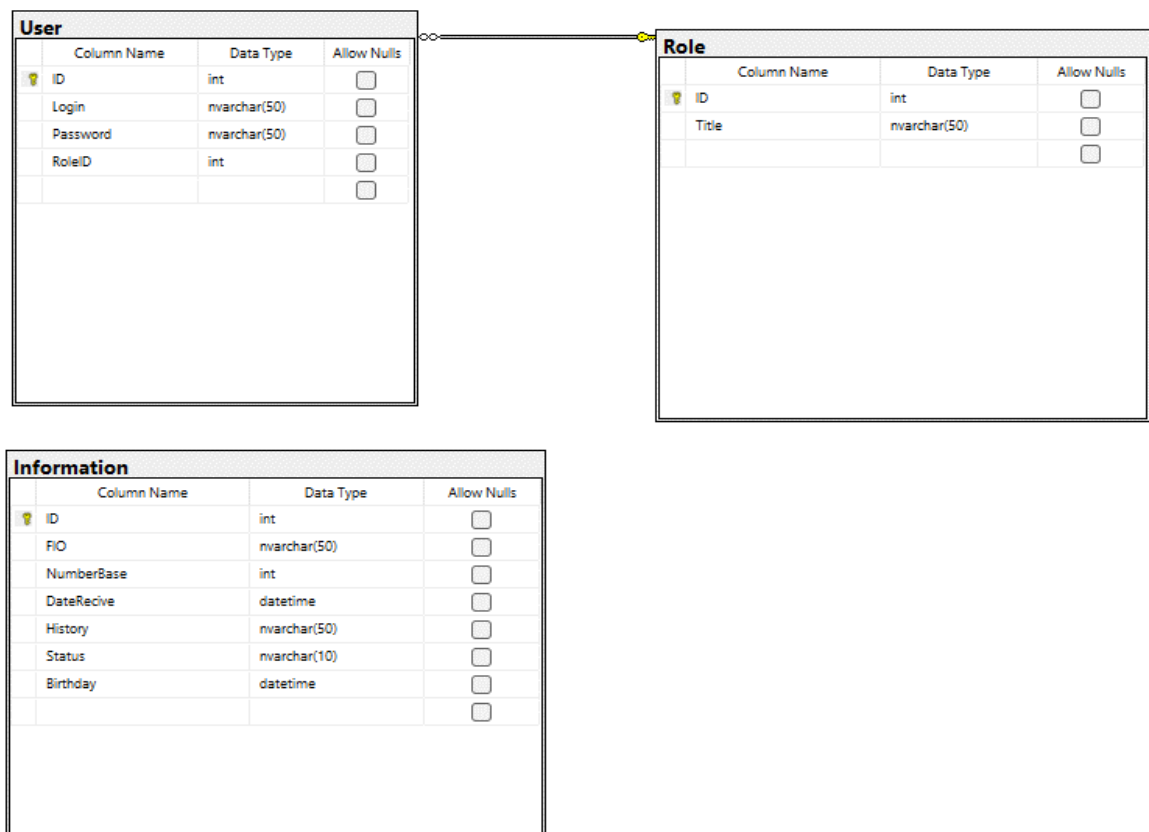 User
Column Name Data Type Allow Nulls
ID int
Login nvarchar(50)
Password nvarchar(50)
RoleID int
Role
Column Name Data Type Allow Nulls
ID int
Title nvarchar(50)
Information
Column Name Data Type Allow Nulls
ID int
FIO nvarchar(50)
NumberBase int
DateRecive datetime
History nvarchar(50)
Status nvarchar(10)
Birthday datetime